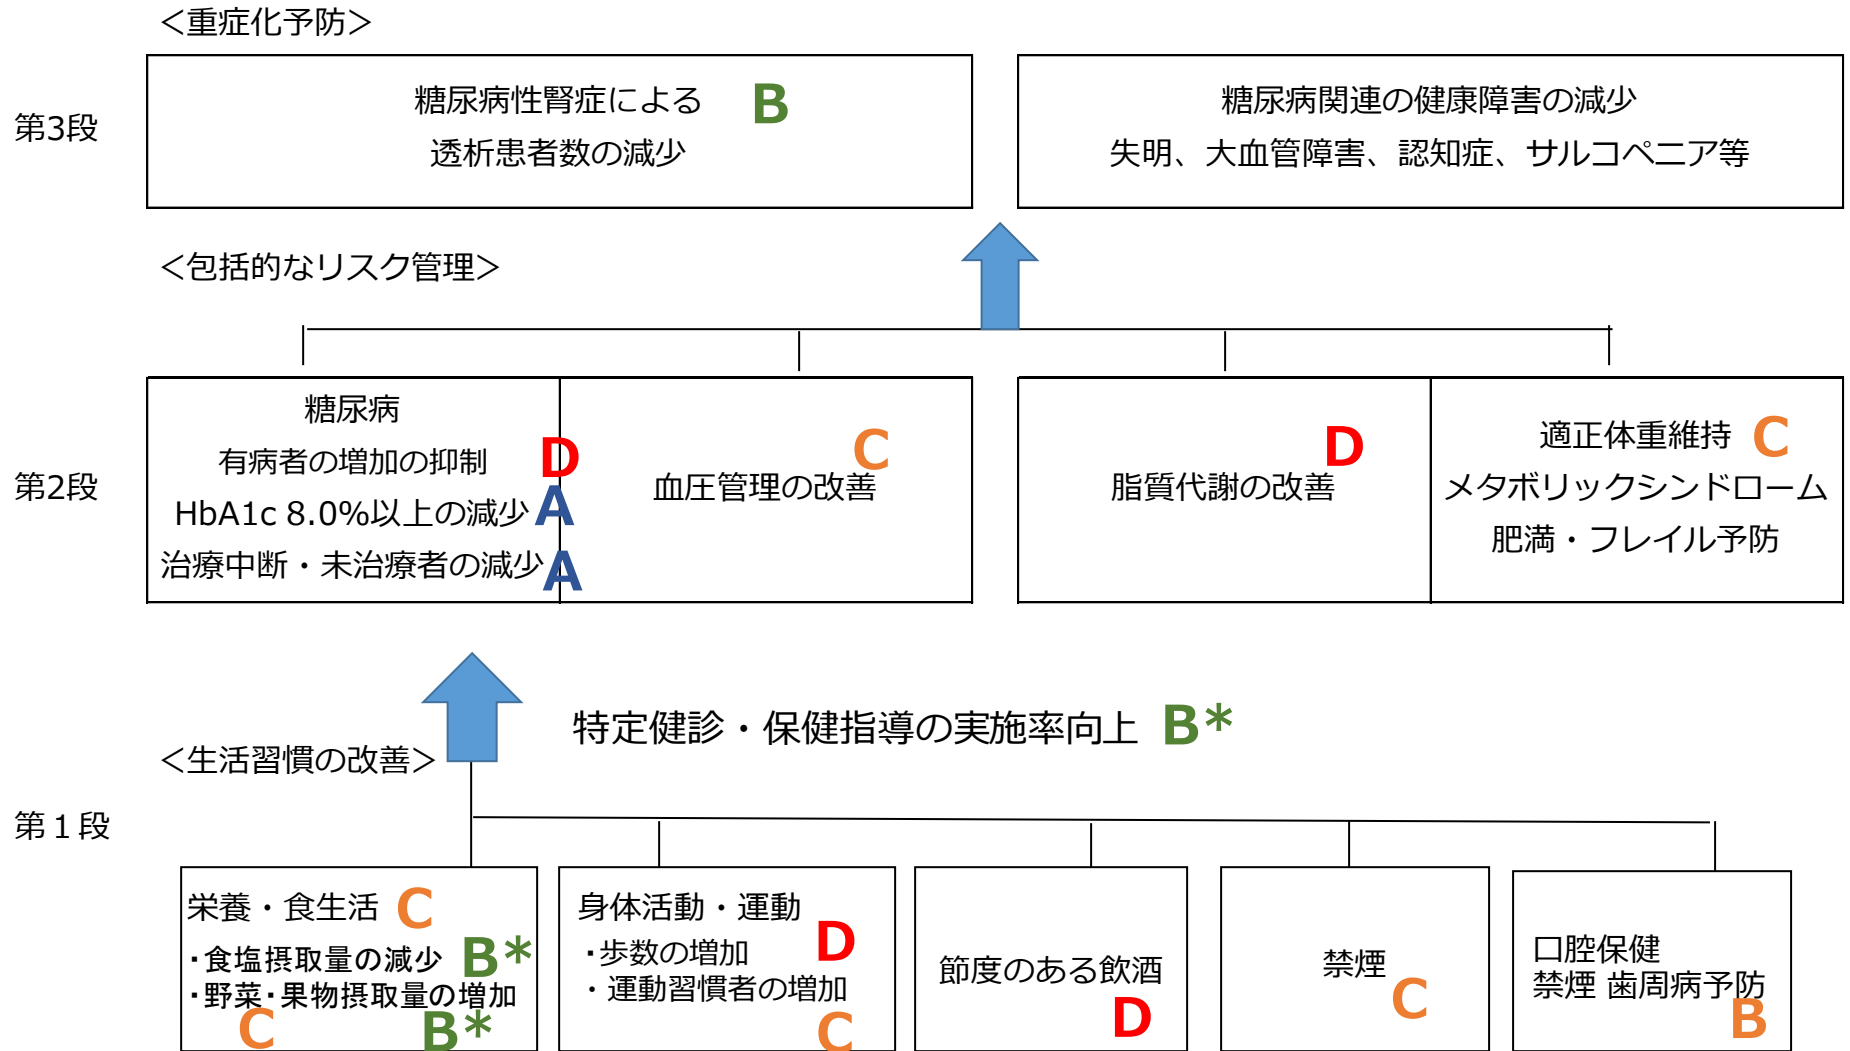 ＜重症化予防＞
第3段
糖尿病性腎症による B
透析患者数の減少
糖尿病関連の健康障害の減少
失明、大血管障害、認知症、サルコペニア等
＜包括的なリスク管理＞
第2段
糖尿病
有病者の増加の抑制 D
HbA1c 8.0%以上の減少 A
治療中断・未治療者の減少 A
血圧管理の改善 C
脂質代謝の改善 D
適正体重維持 C
メタボリックシンドローム
肥満・フレイル予防
特定健診・保健指導の実施率向上 B*
＜生活習慣の改善＞
第１段
栄養・食生活 C
・食塩摂取量の減少 B*
・野菜・果物摂取量の増加
C B*
身体活動・運動
・歩数の増加 D
・運動習慣者の増加
C
節度のある飲酒
D
禁煙
C
口腔保健
禁煙 歯周病予防
B